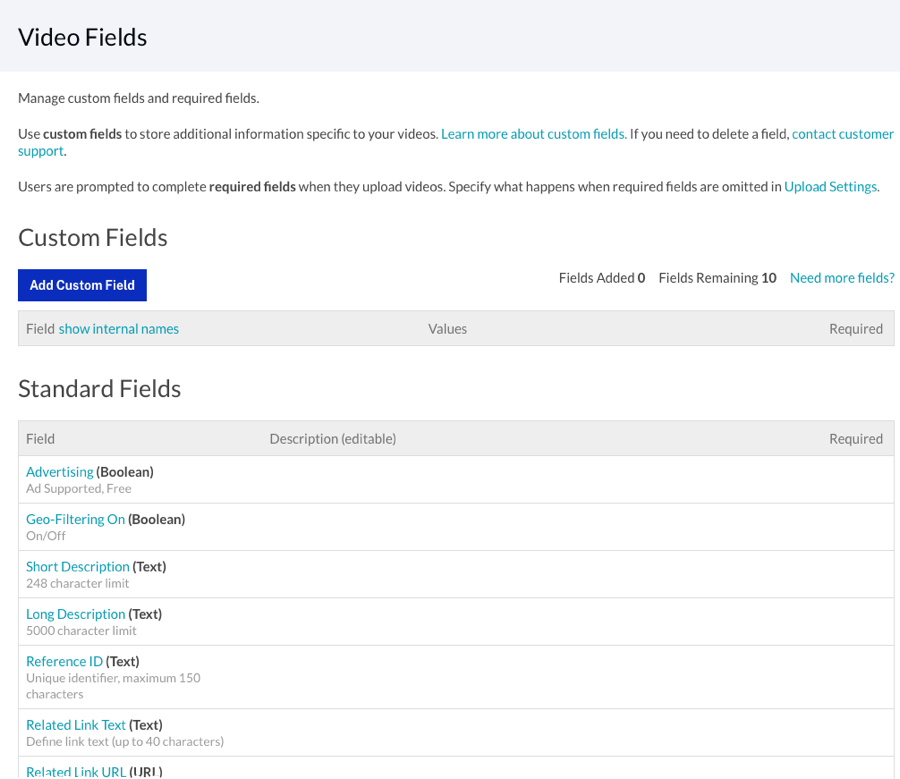 Video Fields
Manage custom fields and required fields.
Use custom fields to store additional information specific to your videos. Learn more about custom fields. If you need to delete a field, contact customer
support.
Users are prompted to complete required fields when they upload videos. Specify what happens when required fields are omitted in Upload Settings.
Custom Fields
Add Custom Field
Fields Added 0 Fields Remaining 10 Need more fields?
Field show internal names Values Required
Standard Fields
Field Description (editable) Required
Advertising (Boolean)
Ad Supported, Free
Geo-Filtering On (Boolean)
On/Off
Short Description (Text)
248 character limit
Long Description (Text)
5000 character limit
Reference ID (Text)
Unique identifier, maximum 150
characters
Related Link Text (Text)
Define link text (up to 40 characters)
Related Link URL (URL)